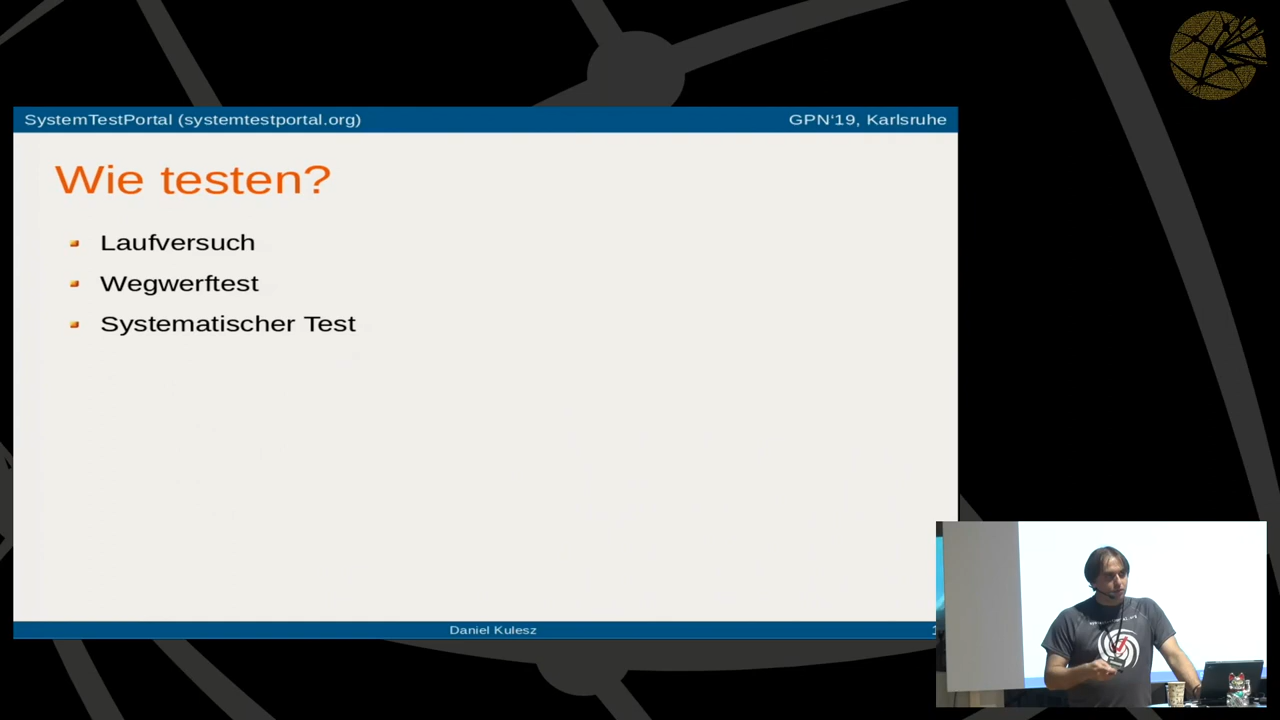 SystemTestPortal (systemtestportal.org)
GPN‘19, Karlsruhe
Wie testen?
Laufversuch
Wegwerftest
Systematischer Test
Daniel Kulesz